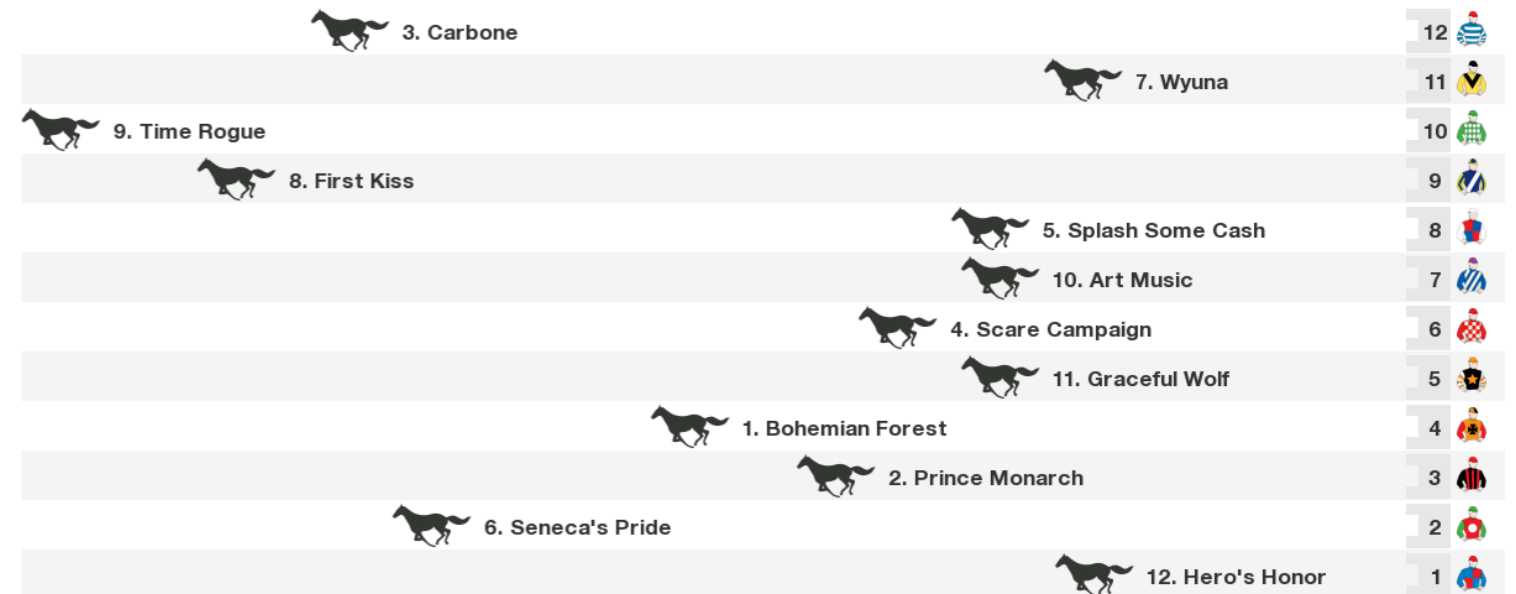 3. Carbone 12
7. Wyuna 11
9. Time Rogue 10
8. First Kiss 9
5. Splash Some Cash 8
10. Art Music 7
4. Scare Campaign 6
11. Graceful Wolf 5
1. Bohemian Forest 4
2. Prince Monarch 3
6. Seneca's Pride 2
12. Hero's Honor 1